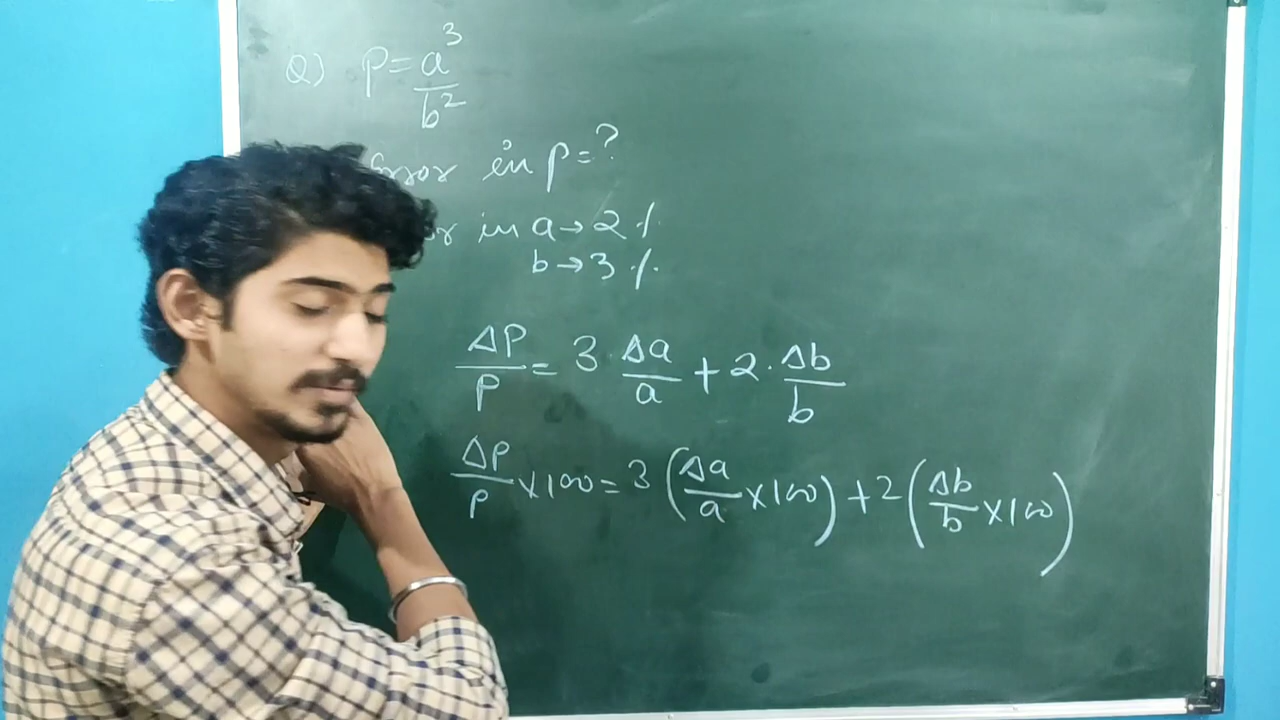 Q) P = a³/b²
Error in P = ?
in a → 2 %
b → 3 %
ΔP/P = 3 · Δa/a + 2 · Δb/b
ΔP/P × 100 = 3 (Δa/a × 100) + 2 (Δb/b × 100)